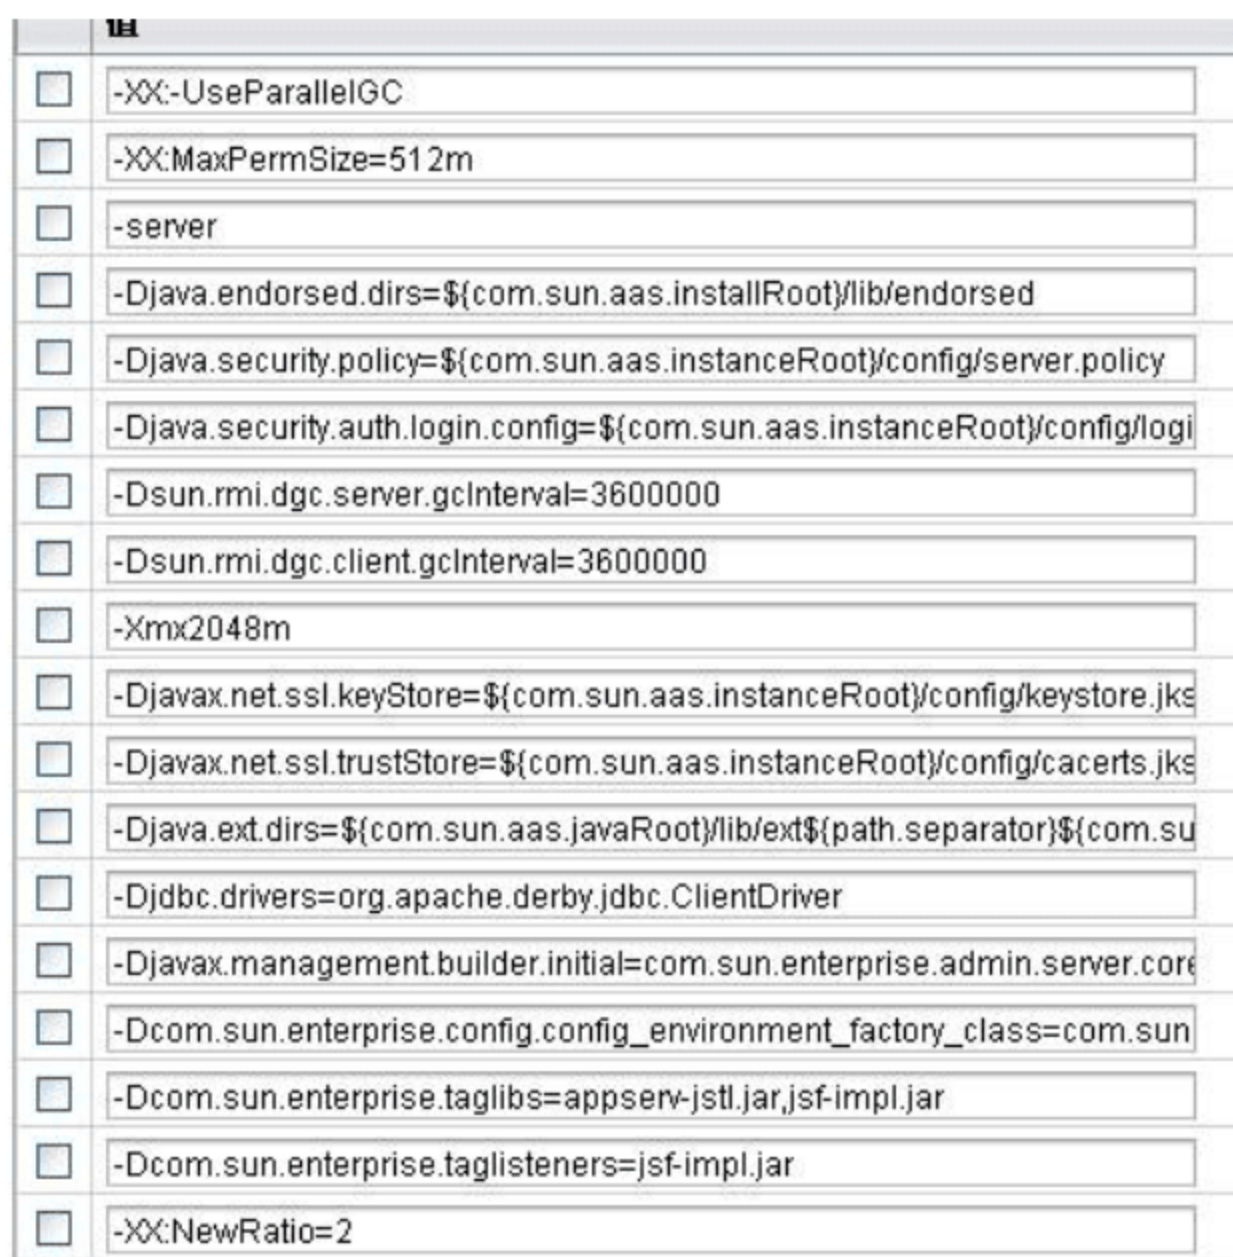 值
-XX:-UseParallelGC
-XX:MaxPermSize=512m
-server
-Djava.endorsed.dirs=${com.sun.aas.installRoot}/lib/endorsed
-Djava.security.policy=${com.sun.aas.instanceRoot}/config/server.policy
-Djava.security.auth.login.config=${com.sun.aas.instanceRoot}/config/logi
-Dsun.rmi.dgc.server.gcInterval=3600000
-Dsun.rmi.dgc.client.gcInterval=3600000
-Xmx2048m
-Djavax.net.ssl.keyStore=${com.sun.aas.instanceRoot}/config/keystore.jks
-Djavax.net.ssl.trustStore=${com.sun.aas.instanceRoot}/config/cacerts.jks
-Djava.ext.dirs=${com.sun.aas.javaRoot}/lib/ext${path.separator}${com.su
-Djdbc.drivers=org.apache.derby.jdbc.ClientDriver
-Djavax.management.builder.initial=com.sun.enterprise.admin.server.core
-Dcom.sun.enterprise.config.config_environment_factory_class=com.sun
-Dcom.sun.enterprise.taglibs=appserv-jstl.jar,jsf-impl.jar
-Dcom.sun.enterprise.taglisteners=jsf-impl.jar
-XX:NewRatio=2